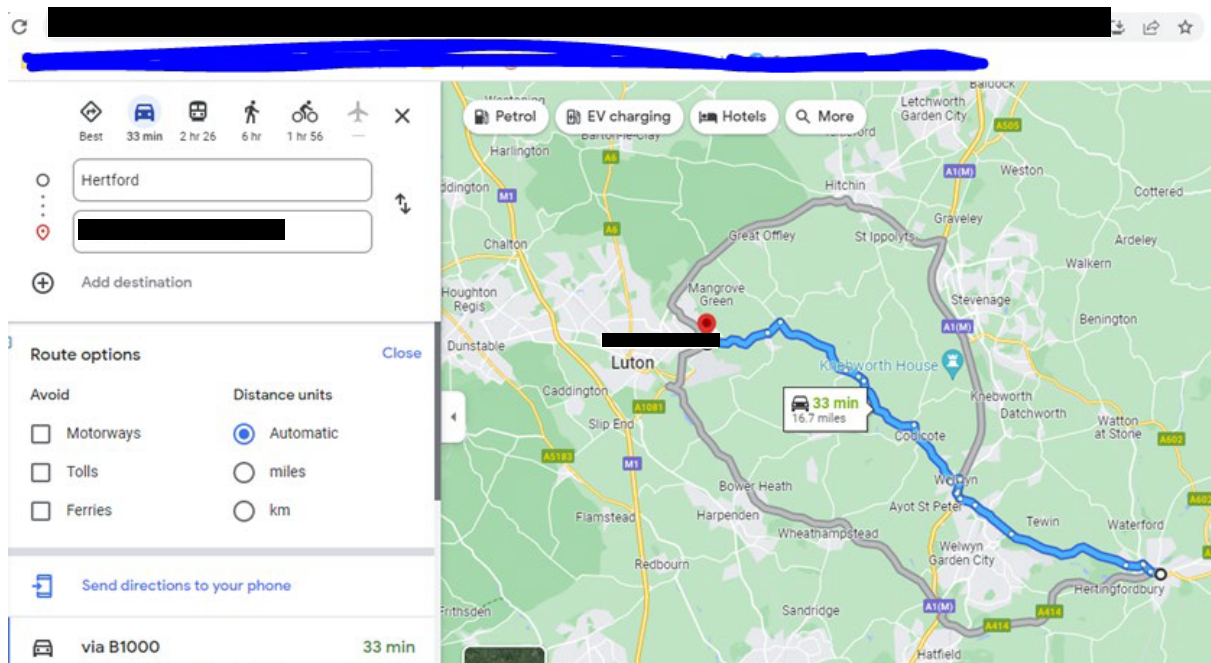 Best
33 min
2 hr 26
6 hr
1 hr 56
—
Hertford
Add destination
Route options
Close
Avoid
Distance units
Motorways
Automatic
Tolls
miles
Ferries
km
Send directions to your phone
via B1000
33 min
Petrol
EV charging
Hotels
More
Baldock
Letchworth
Garden City
A505
Barton-le-Clay
Harlington
A6
A1(M)
Weston
M1
Hitchin
Cottered
Graveley
A6
Great Offley
St Ippolyts
Ardeley
Chalton
Walkern
Houghton
Regis
Mangrove
Green
Stevenage
Benington
A1(M)
Dunstable
Luton
Knebworth House
Caddington
33 min
16.7 miles
Knebworth
Datchworth
A1081
Slip End
Codicote
Watton
at Stone
A602
A5183
M1
Welwyn
Bower Heath
A602
Ayot St Peter
Flamstead
Harpenden
Tewin
Waterford
Wheathampstead
Welwyn
Garden City
Redbourn
Hertingfordbury
Frithsden
Sandridge
A1(M)
A414
A414
Hatfield